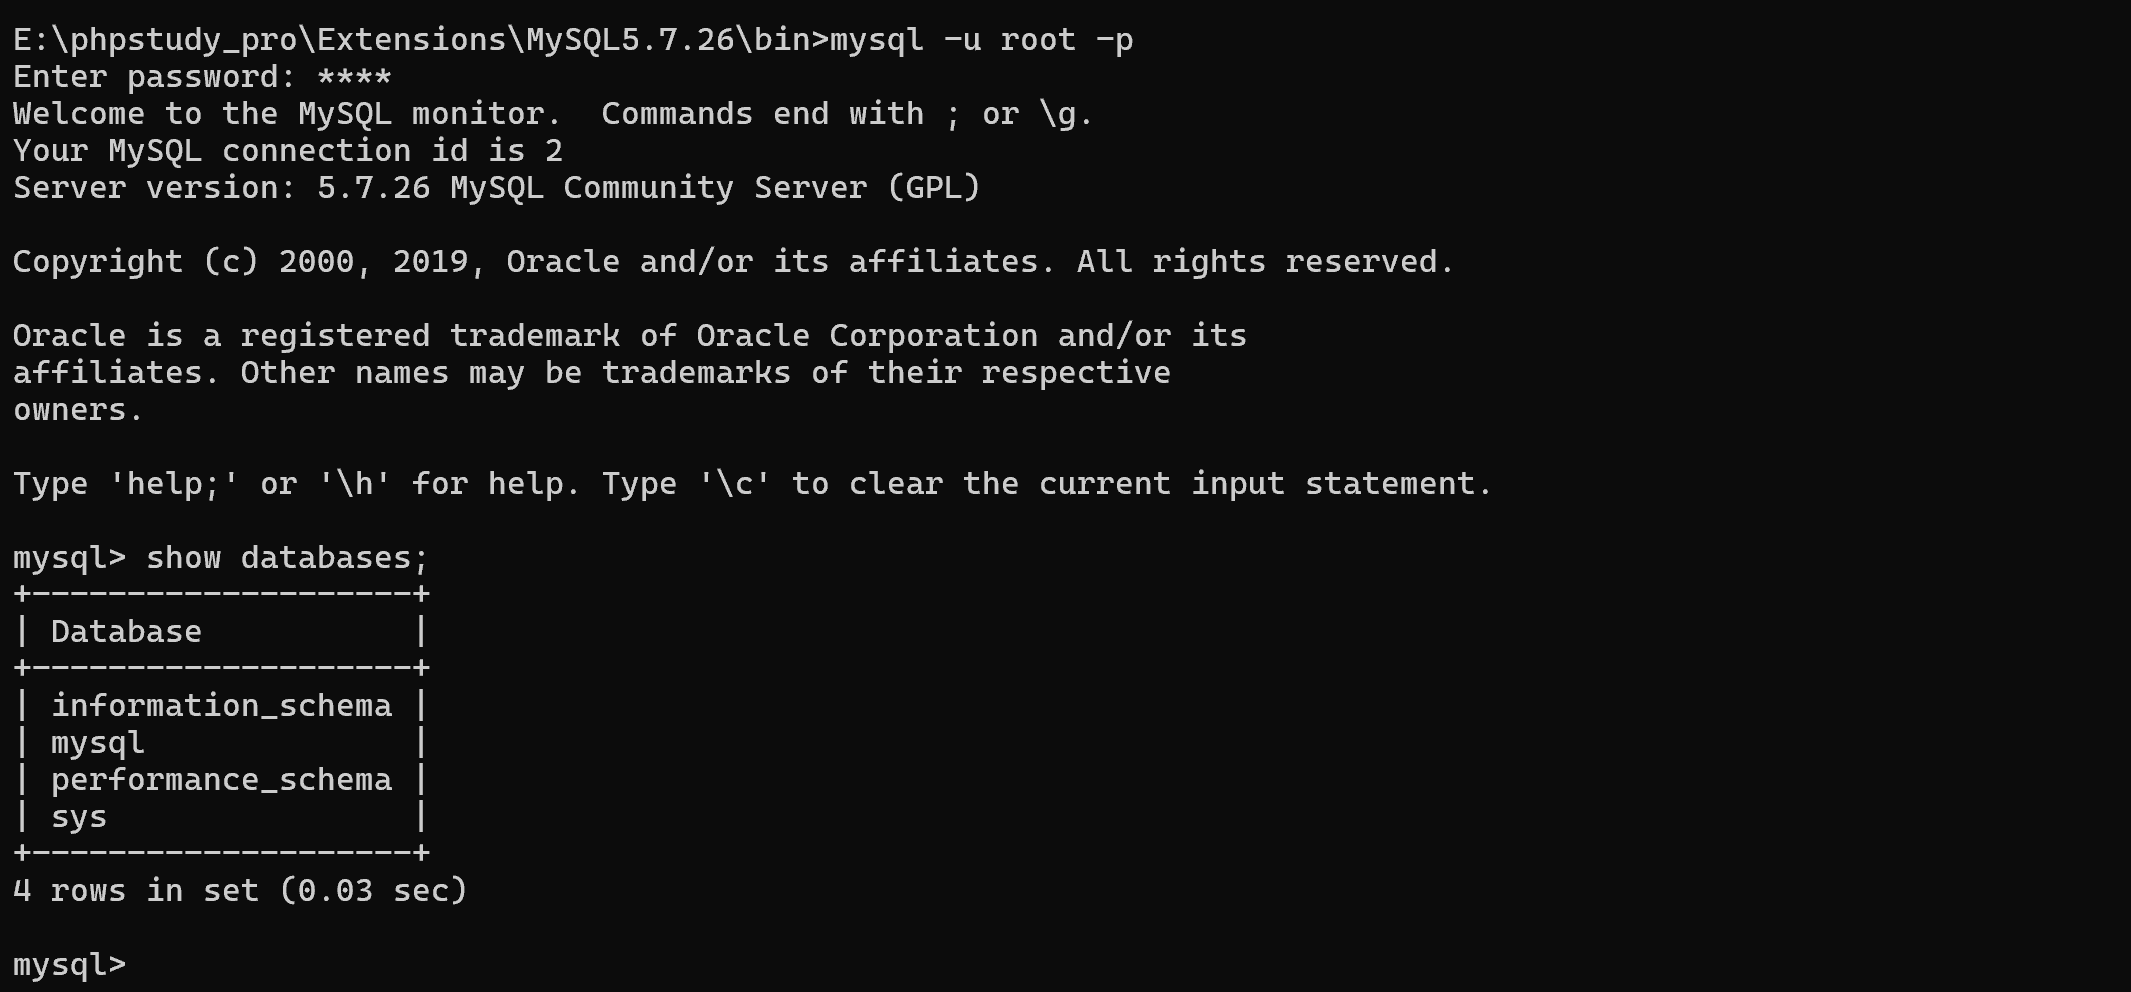 E:\phpstudy_pro\Extensions\MySQL5.7.26\bin>mysql -u root -p
Enter password: ****
Welcome to the MySQL monitor.  Commands end with ; or \g.
Your MySQL connection id is 2
Server version: 5.7.26 MySQL Community Server (GPL)

Copyright (c) 2000, 2019, Oracle and/or its affiliates. All rights reserved.

Oracle is a registered trademark of Oracle Corporation and/or its
affiliates. Other names may be trademarks of their respective
owners.

Type 'help;' or '\h' for help. Type '\c' to clear the current input statement.

mysql> show databases;
+--------------------+
| Database           |
+--------------------+
| information_schema |
| mysql              |
| performance_schema |
| sys                |
+--------------------+
4 rows in set (0.03 sec)

mysql>